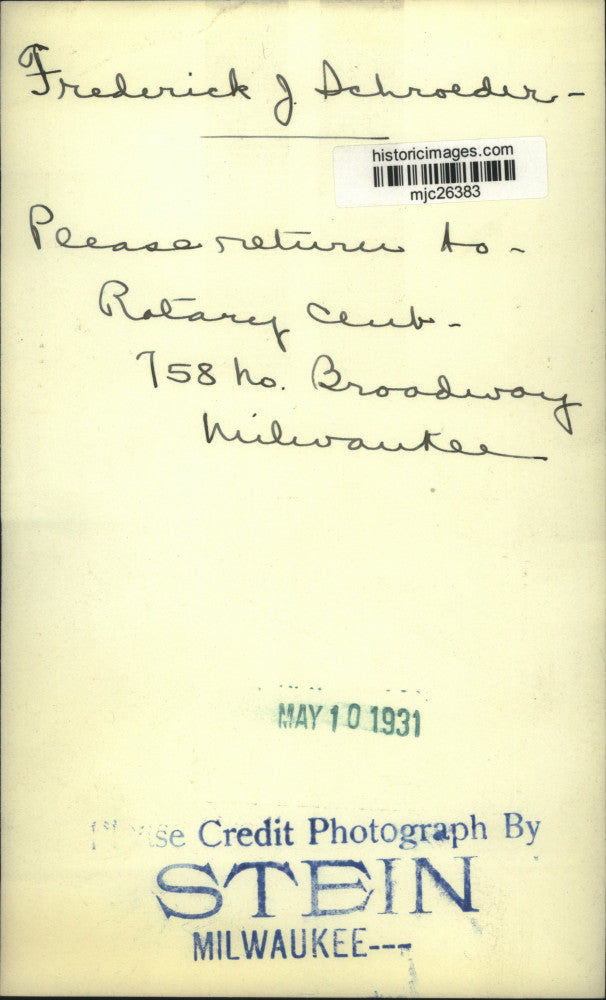 Frederick J. Schroeder -
historicimages.com
mjc26383
Please return to -
Rotary Club -
758 No. Broadway
Milwaukee
MAY 10 1931
Please Credit Photograph By
STEIN
MILWAUKEE---